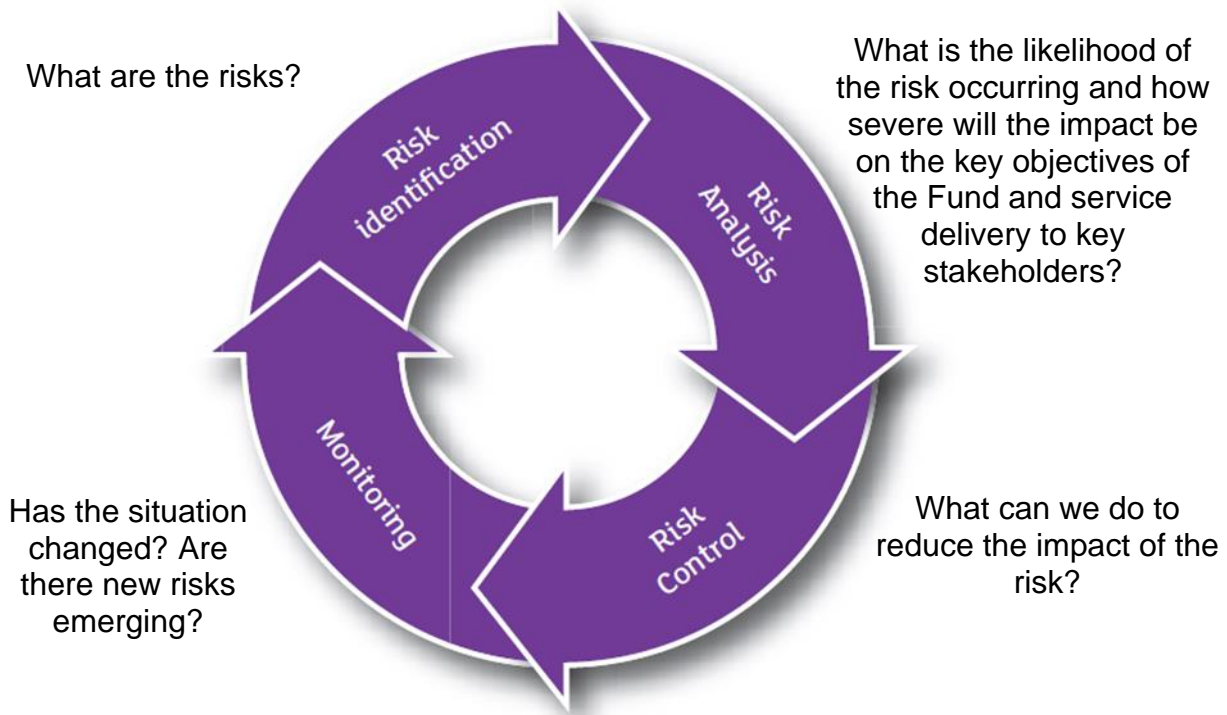 What are the risks?
Risk
identification
What is the likelihood of
the risk occurring and how
severe will the impact be
on the key objectives of
the Fund and service
delivery to key
stakeholders?
Risk
Analysis
What can we do to
reduce the impact of the
risk?
Risk
Control
Monitoring
Has the situation
changed? Are
there new risks
emerging?